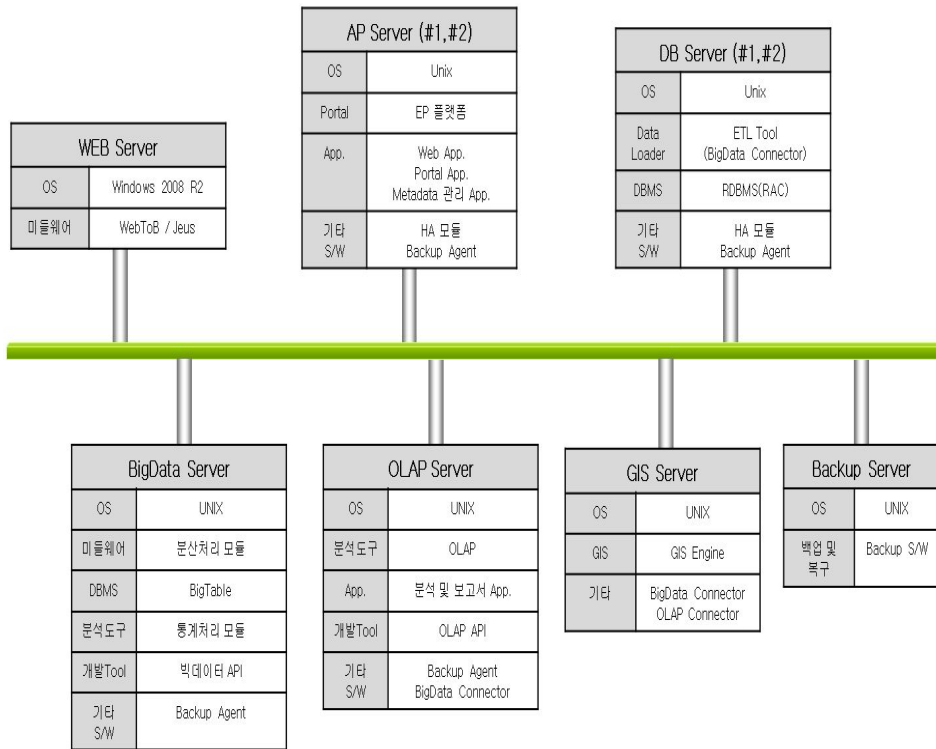 WEB Server
OS Windows 2008 R2
미들웨어 WebToB / Jeus
AP Server (#1,#2)
OS Unix
Portal EP 플랫폼
App. Web App.
Portal App.
Metadata 관리 App.
기타 HA 모듈
S/W Backup Agent
DB Server (#1,#2)
OS Unix
Data ETL Tool
Loader (BigData Connector)
DBMS RDBMS(RAC)
기타 HA 모듈
S/W Backup Agent
BigData Server
OS UNIX
미들웨어 분산처리 모듈
DBMS BigTable
분석도구 통계처리 모듈
개발Tool 빅데이터 API
기타
S/W Backup Agent
OLAP Server
OS UNIX
분석도구 OLAP
App. 분석 및 보고서 App.
개발Tool OLAP API
기타 Backup Agent
S/W BigData Connector
GIS Server
OS UNIX
GIS GIS Engine
기타 BigData Connector
OLAP Connector
Backup Server
OS UNIX
백업 및 Backup S/W
복구